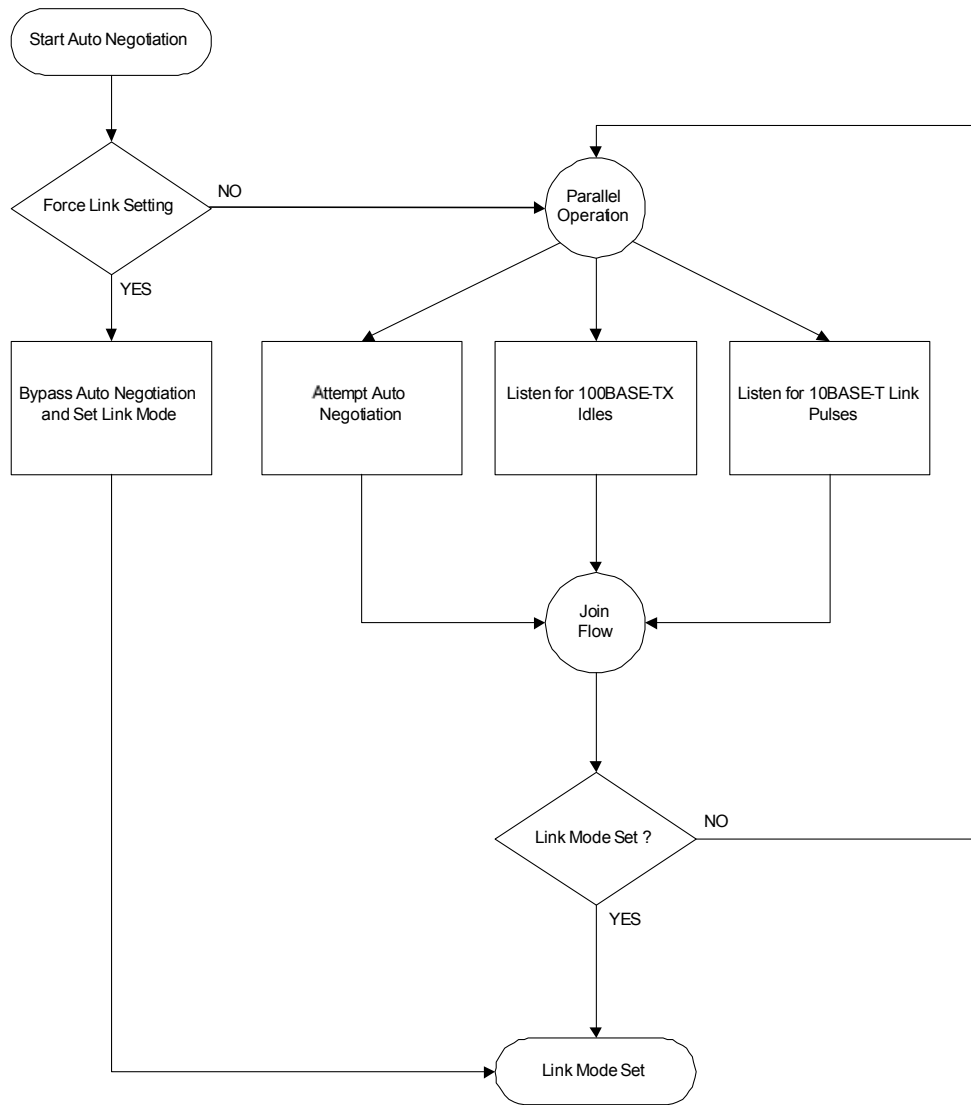 Start Auto Negotiation
Force Link Setting
NO
Parallel
Operation
YES
Bypass Auto Negotiation
and Set Link Mode
Attempt Auto
Negotiation
Listen for 100BASE-TX
Idles
Listen for 10BASE-T Link
Pulses
Join
Flow
Link Mode Set ?
NO
YES
Link Mode Set